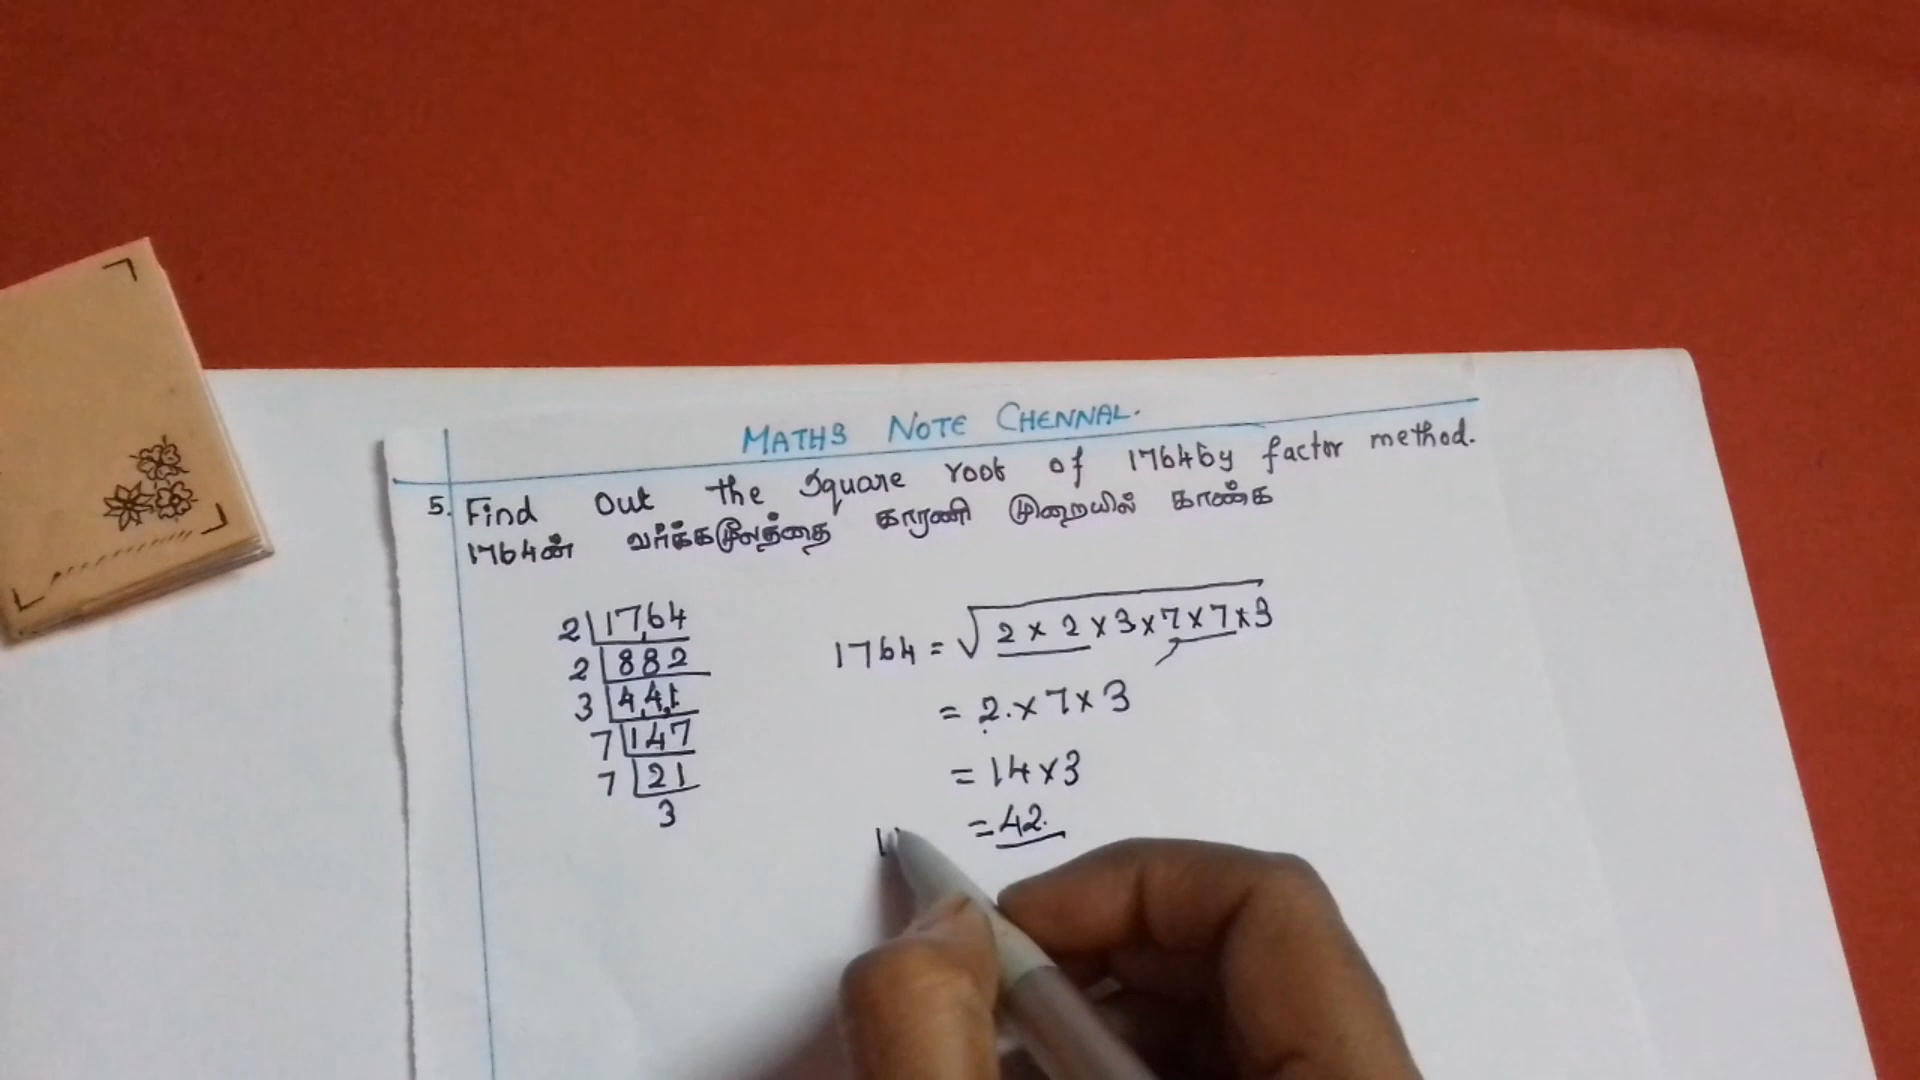 MATHS NOTE CHENNAL.
5. Find out the square root of 1764 by factor method.
1764ன் வர்க்கமூலத்தை காரணி முறையில் காண்க
2 1764
2 882
3 441
7 147
7 21
3
1764 = √2 × 2 × 3 × 7 × 7 × 3
= 2. × 7 × 3
= 14 × 3
= 42.